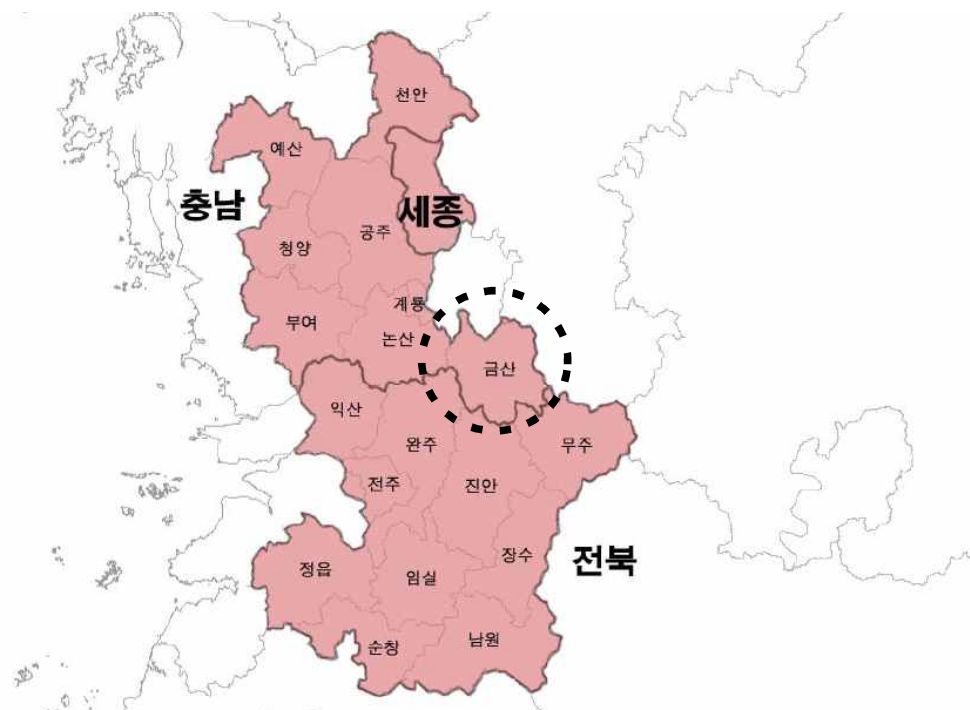 천안
예산
충남
세종
공주
청양
계룡
부여
논산
금산
익산
완주
무주
전주
진안
장수
전북
정읍
임실
남원
순창